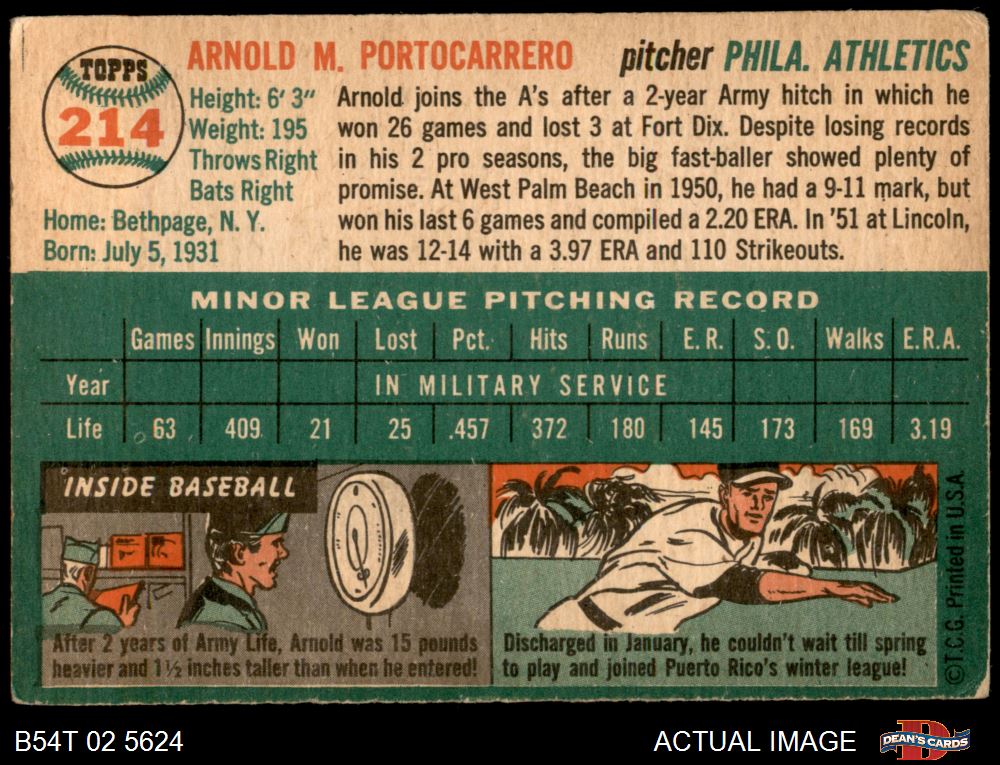 TOPPS
214
ARNOLD M. PORTOCARRERO
pitcher PHILA. ATHLETICS
Height: 6' 3"
Weight: 195
Throws Right
Bats Right
Home: Bethpage, N. Y.
Born: July 5, 1931
Arnold joins the A's after a 2-year Army hitch in which he
won 26 games and lost 3 at Fort Dix. Despite losing records
in his 2 pro seasons, the big fast-baller showed plenty of
promise. At West Palm Beach in 1950, he had a 9-11 mark, but
won his last 6 games and compiled a 2.20 ERA. In '51 at Lincoln,
he was 12-14 with a 3.97 ERA and 110 Strikeouts.
MINOR LEAGUE PITCHING RECORD
Games Innings Won Lost Pct. Hits Runs E. R. S. O. Walks E.R.A.
Year IN MILITARY SERVICE
Life 63 409 21 25 .457 372 180 145 173 169 3.19
INSIDE BASEBALL
After 2 years of Army Life, Arnold was 15 pounds
heavier and 1½ inches taller than when he entered!
Discharged in January, he couldn't wait till spring
to play and joined Puerto Rico's winter league!
©T.C.G. Printed in U.S.A.
B54T 02 5624
ACTUAL IMAGE
DEAN'S CARDS